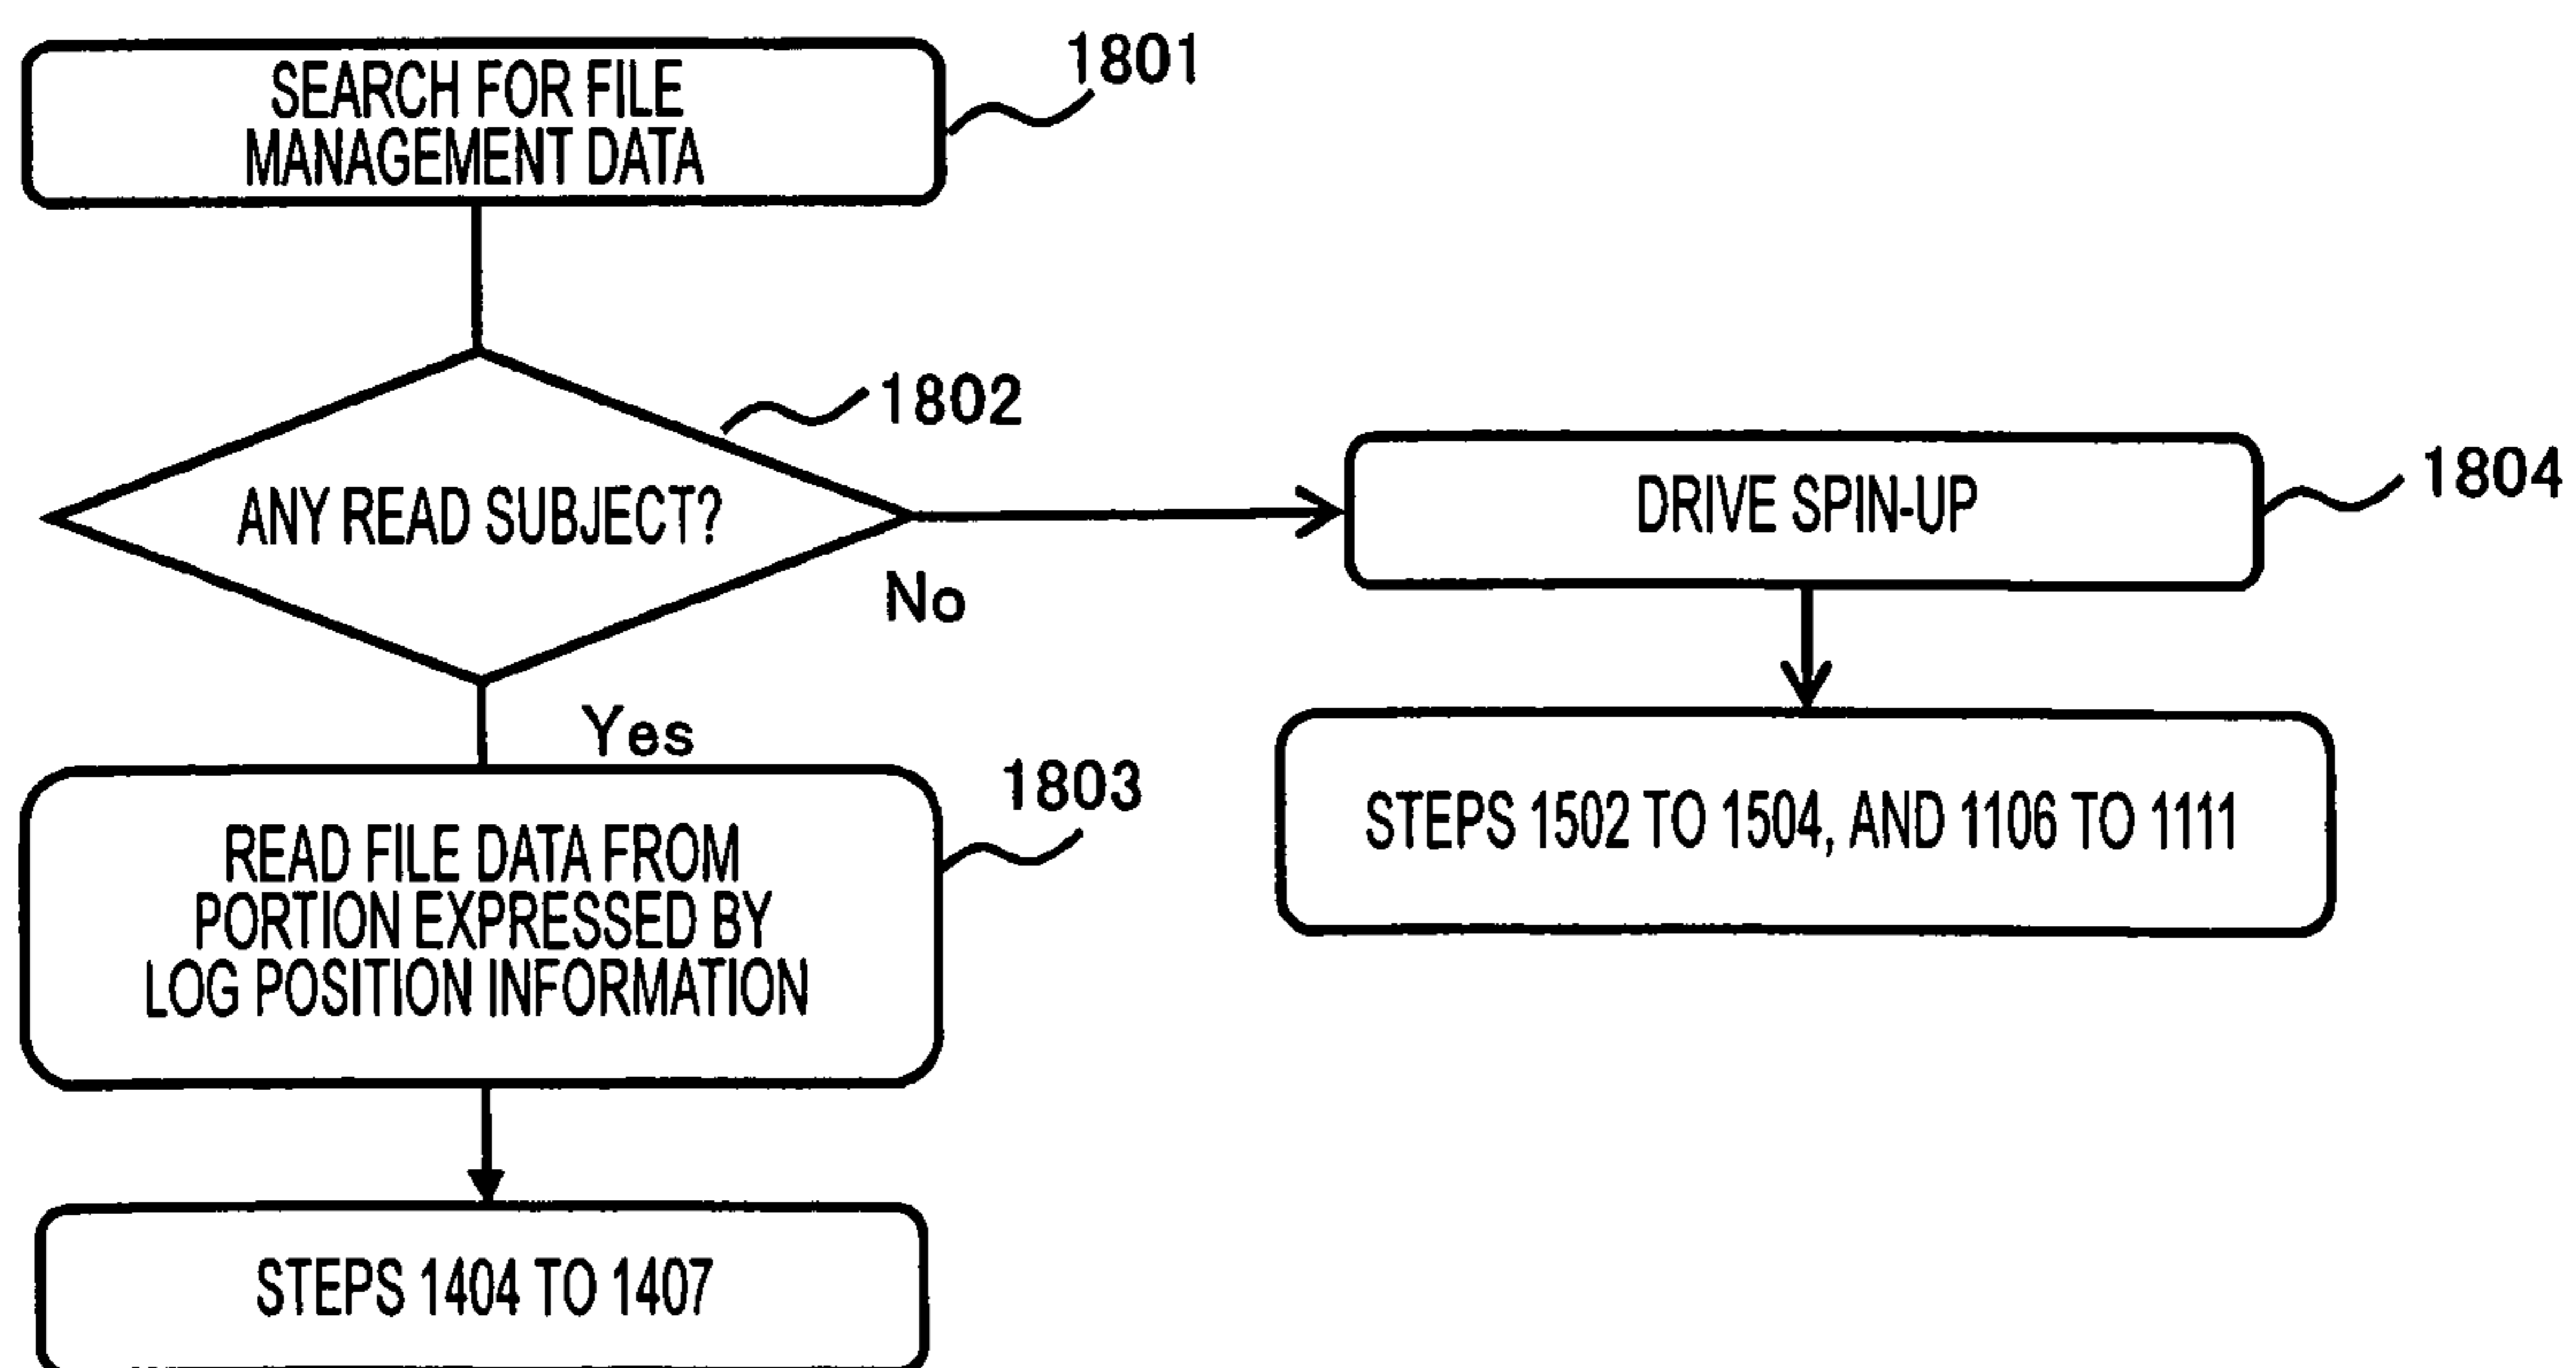 SEARCH FOR FILE
MANAGEMENT DATA
1801
1802
ANY READ SUBJECT?
No
Yes
DRIVE SPIN-UP
1804
STEPS 1502 TO 1504, AND 1106 TO 1111
READ FILE DATA FROM
PORTION EXPRESSED BY
LOG POSITION INFORMATION
1803
STEPS 1404 TO 1407